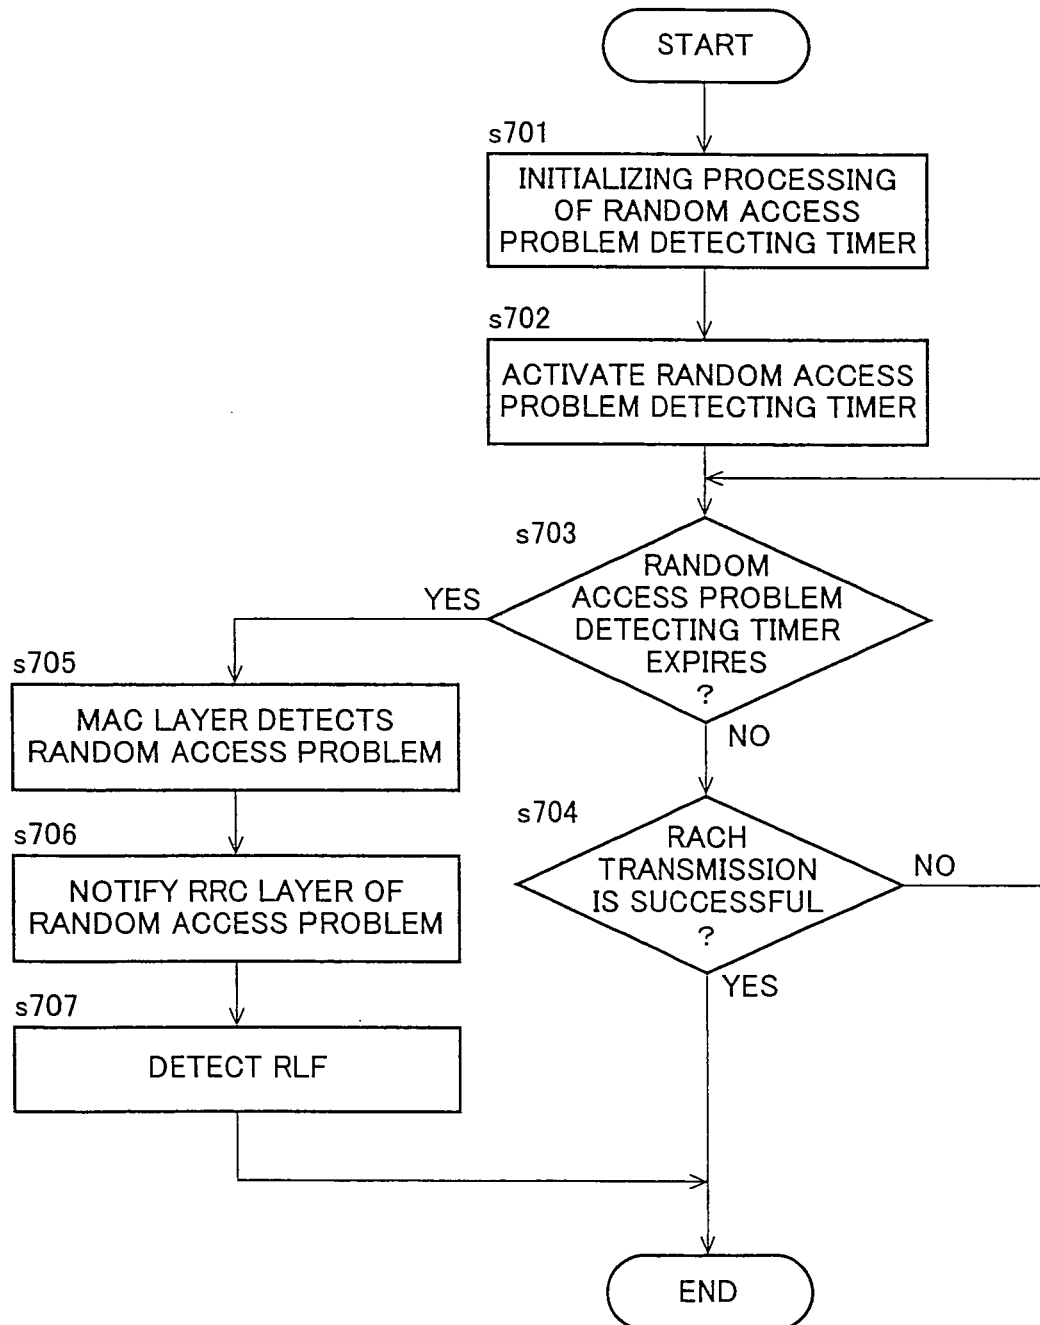 START
s701
INITIALIZING PROCESSING
OF RANDOM ACCESS
PROBLEM DETECTING TIMER
s702
ACTIVATE RANDOM ACCESS
PROBLEM DETECTING TIMER
s703
RANDOM
ACCESS PROBLEM
DETECTING TIMER
EXPIRES
?
YES
NO
s705
MAC LAYER DETECTS
RANDOM ACCESS PROBLEM
s704
RACH
TRANSMISSION
IS SUCCESSFUL
?
NO
YES
s706
NOTIFY RRC LAYER OF
RANDOM ACCESS PROBLEM
s707
DETECT RLF
END